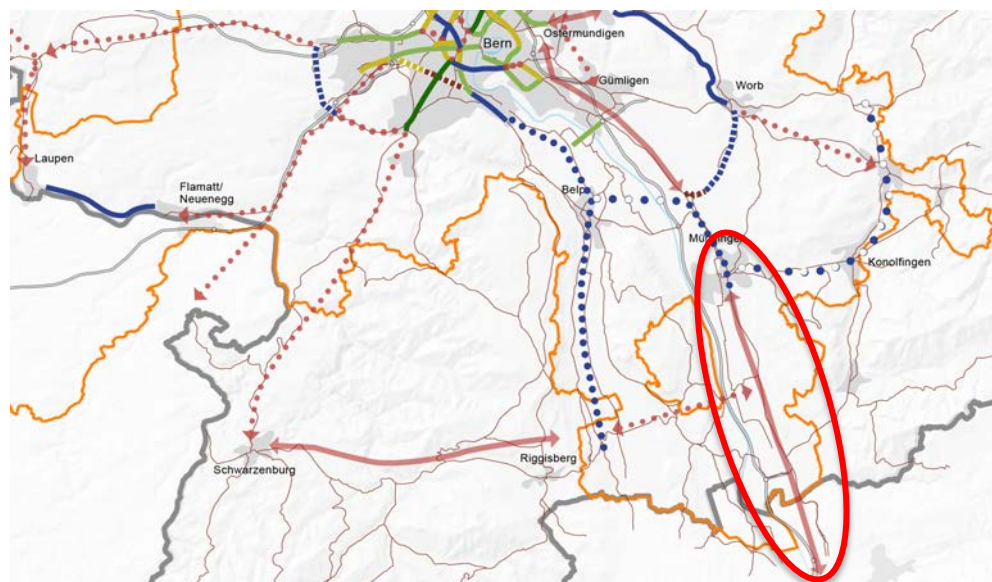 Bern
Ostermundigen
Gümligen
Worb
Laupen
Flamatt/
Neuenegg
Belp
Konolfingen
Schwarzenburg
Riggisberg